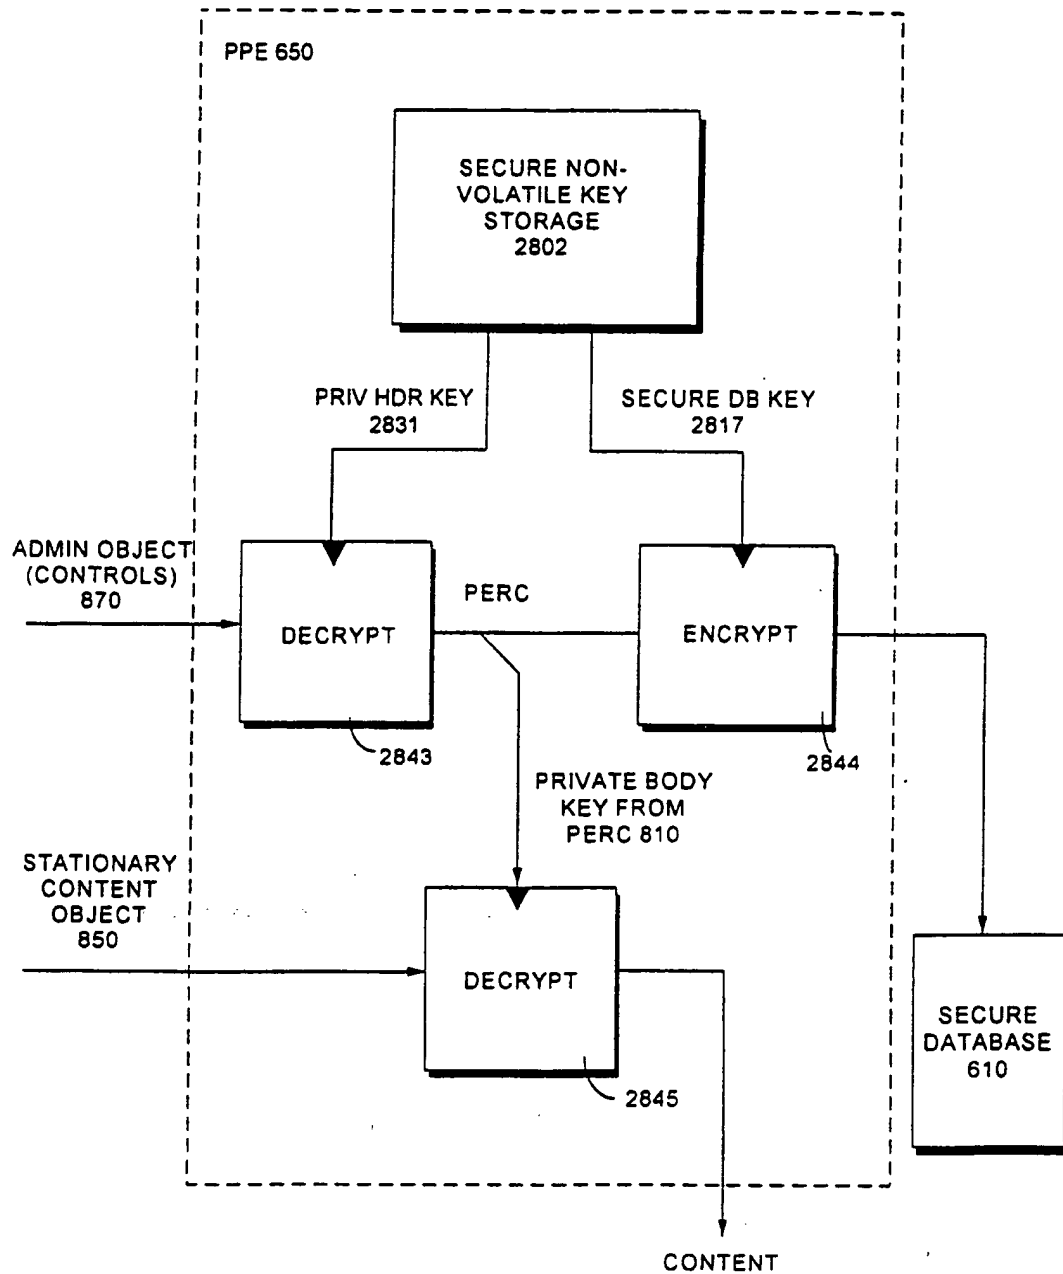 PPE 650
SECURE NON-
VOLATILE KEY
STORAGE
2802
PRIV HDR KEY
2831
SECURE DB KEY
2817
ADMIN OBJECT
(CONTROLS)
870
DECRYPT
PERC
ENCRYPT
2843
2844
PRIVATE BODY
KEY FROM
PERC 810
STATIONARY
CONTENT
OBJECT
850
DECRYPT
2845
SECURE
DATABASE
610
CONTENT